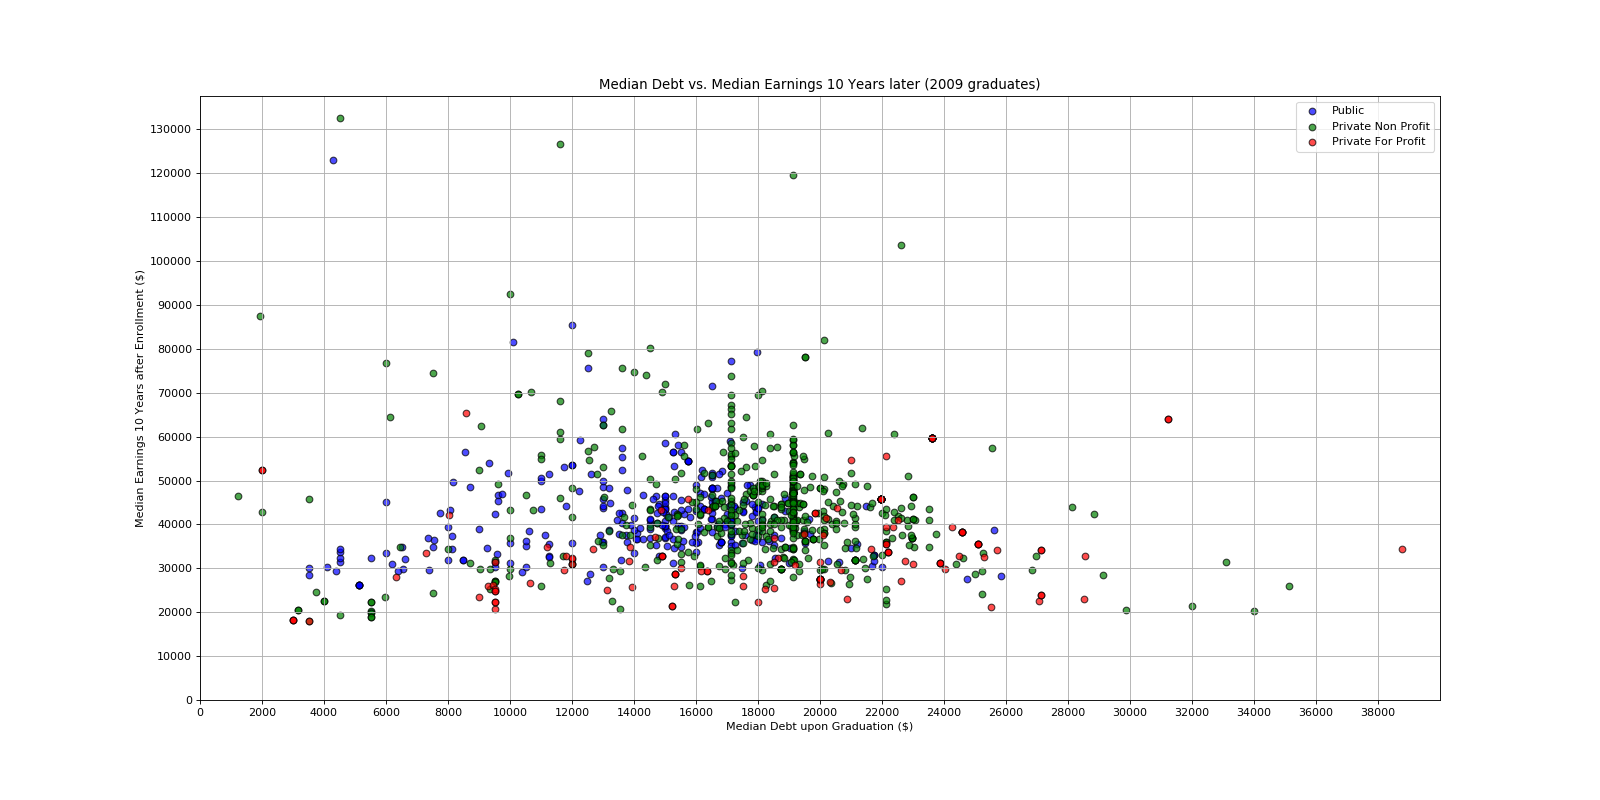 Median Debt vs. Median Earnings 10 Years later (2009 graduates)
Public
Private Non Profit
Private For Profit
130000
120000
110000
100000
90000
80000
70000
60000
50000
40000
30000
20000
10000
0
Median Earnings 10 Years after Enrollment ($)
0 2000 4000 6000 8000 10000 12000 14000 16000 18000 20000 22000 24000 26000 28000 30000 32000 34000 36000 38000
Median Debt upon Graduation ($)